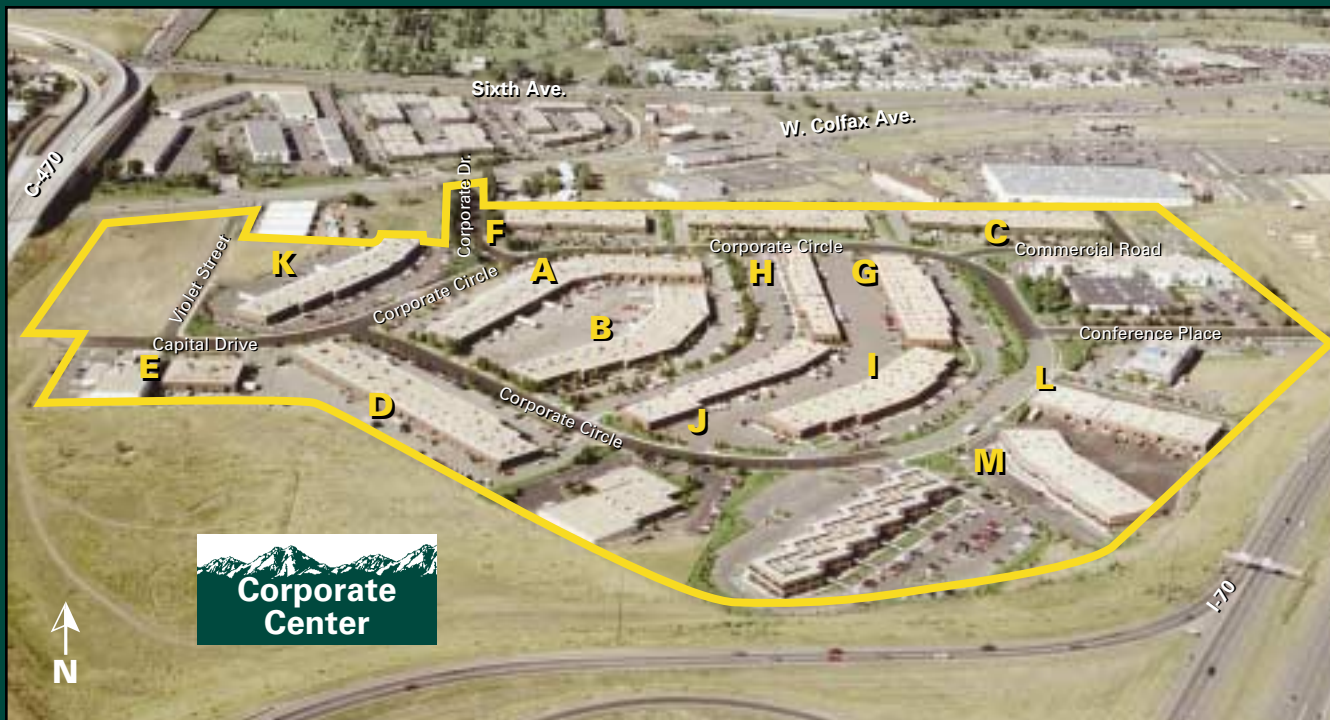 Sixth Ave.
W. Colfax Ave.
C-470
Corporate Dr.
F
C
Corporate Circle
Commercial Road
Violet Street
K
A
H
G
Corporate Circle
B
Conference Place
Capital Drive
E
I
L
D
Corporate Circle
J
M
Corporate
Center
I-70
N